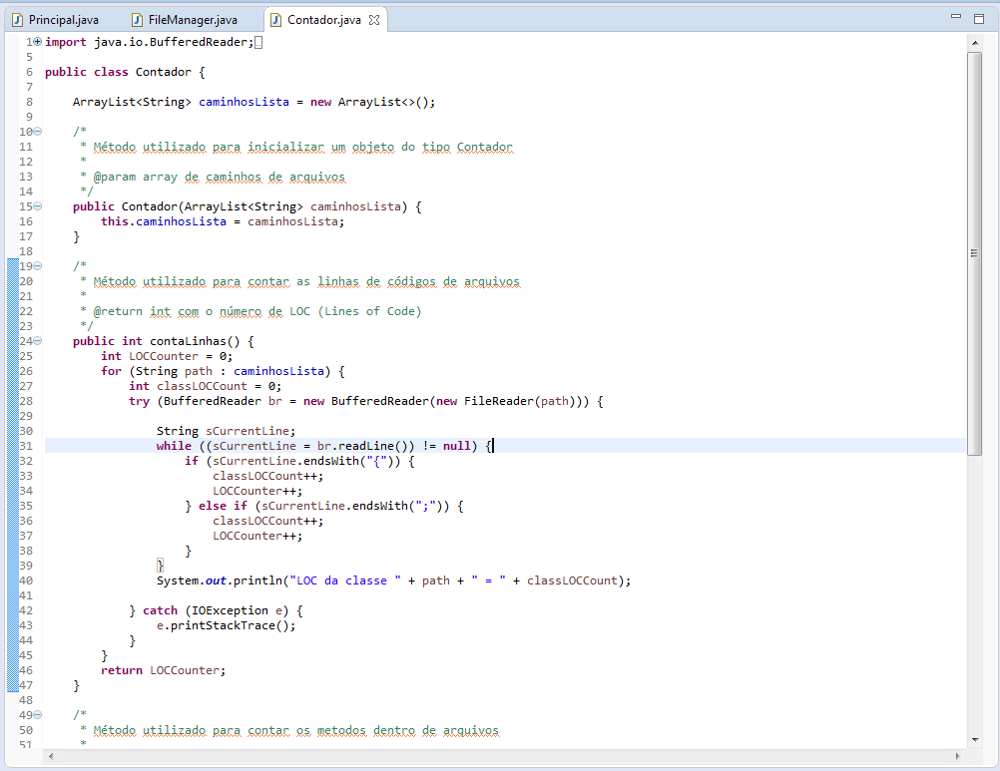 Principal.java FileManager.java Contador.java
1 import java.io.BufferedReader;
5
6 public class Contador {
7
8     ArrayList<String> caminhosLista = new ArrayList<>();
9
10     /*
11      * Método utilizado para inicializar um objeto do tipo Contador
12      *
13      * @param array de caminhos de arquivos
14      */
15     public Contador(ArrayList<String> caminhosLista) {
16         this.caminhosLista = caminhosLista;
17     }
18
19     /*
20      * Método utilizado para contar as linhas de códigos de arquivos
21      *
22      * @return int com o número de LOC (Lines of Code)
23      */
24     public int contaLinhas() {
25         int LOCCounter = 0;
26         for (String path : caminhosLista) {
27             int classLOCCount = 0;
28             try (BufferedReader br = new BufferedReader(new FileReader(path))) {
29
30                 String sCurrentLine;
31                 while ((sCurrentLine = br.readLine()) != null) {
32                     if (sCurrentLine.endsWith("{")) {
33                         classLOCCount++;
34                         LOCCounter++;
35                     } else if (sCurrentLine.endsWith(";")) {
36                         classLOCCount++;
37                         LOCCounter++;
38                     }
39                 }
40                 System.out.println("LOC da classe " + path + " = " + classLOCCount);
41
42             } catch (IOException e) {
43                 e.printStackTrace();
44             }
45         }
46         return LOCCounter;
47     }
48
49     /*
50      * Método utilizado para contar os metodos dentro de arquivos
51      *